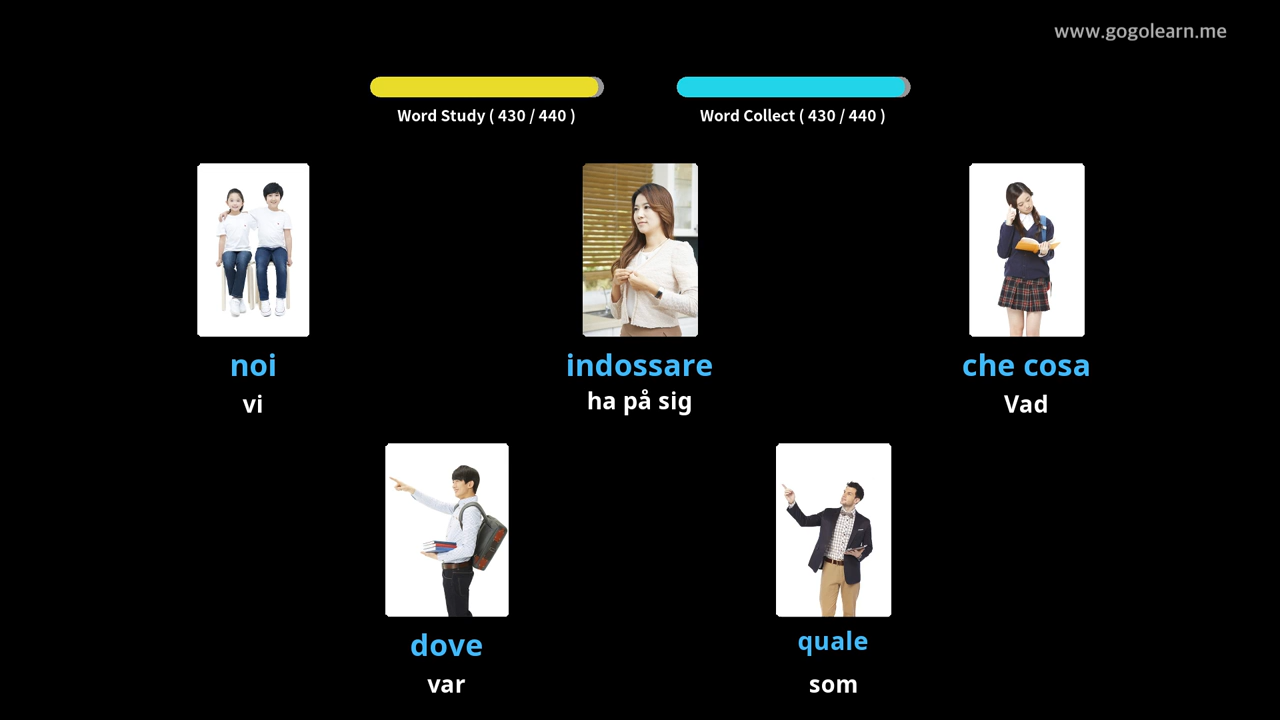 www.gogolearn.me
Word Study ( 430 / 440 )
Word Collect ( 430 / 440 )
noi
vi
indossare
ha på sig
che cosa
Vad
dove
var
quale
som